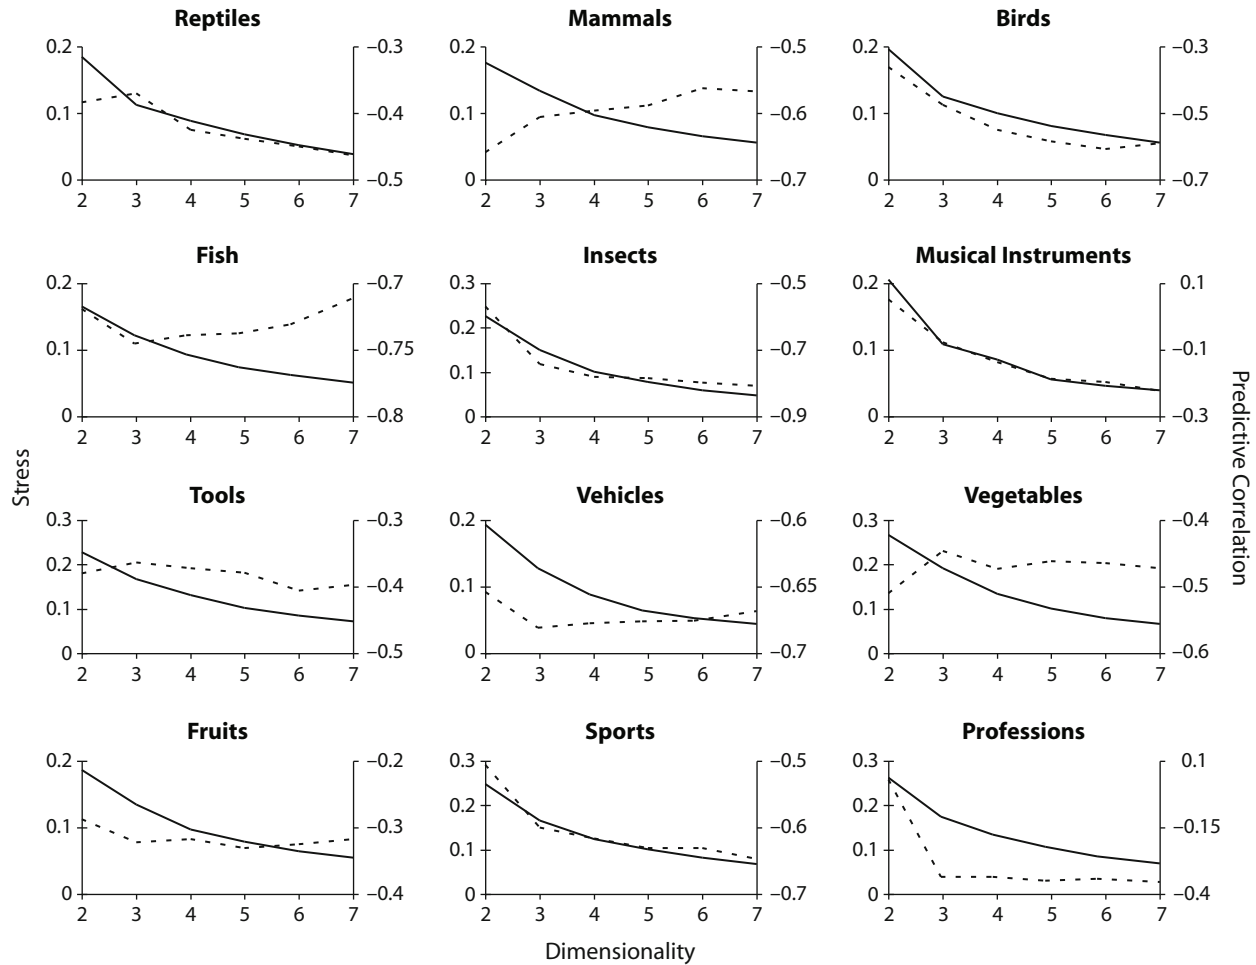 Reptiles
0.2
0.1
0
2 3 4 5 6 7
–0.3
–0.4
–0.5
Mammals
0.2
0.1
0
2 3 4 5 6 7
–0.5
–0.6
–0.7
Birds
0.2
0.1
0
2 3 4 5 6 7
–0.3
–0.5
–0.7
Fish
0.2
0.1
0
2 3 4 5 6 7
–0.7
–0.75
–0.8
Insects
0.3
0.2
0.1
0
2 3 4 5 6 7
–0.5
–0.7
–0.9
Musical Instruments
0.2
0.1
0
2 3 4 5 6 7
0.1
–0.1
–0.3
Stress
Predictive Correlation
Tools
0.3
0.2
0.1
0
2 3 4 5 6 7
–0.3
–0.4
–0.5
Vehicles
0.2
0.1
0
2 3 4 5 6 7
–0.6
–0.65
–0.7
Vegetables
0.3
0.2
0.1
0
2 3 4 5 6 7
–0.4
–0.5
–0.6
Fruits
0.2
0.1
0
2 3 4 5 6 7
–0.2
–0.3
–0.4
Sports
0.3
0.2
0.1
0
2 3 4 5 6 7
–0.5
–0.6
–0.7
Professions
0.3
0.2
0.1
0
2 3 4 5 6 7
0.1
–0.15
–0.4
Dimensionality